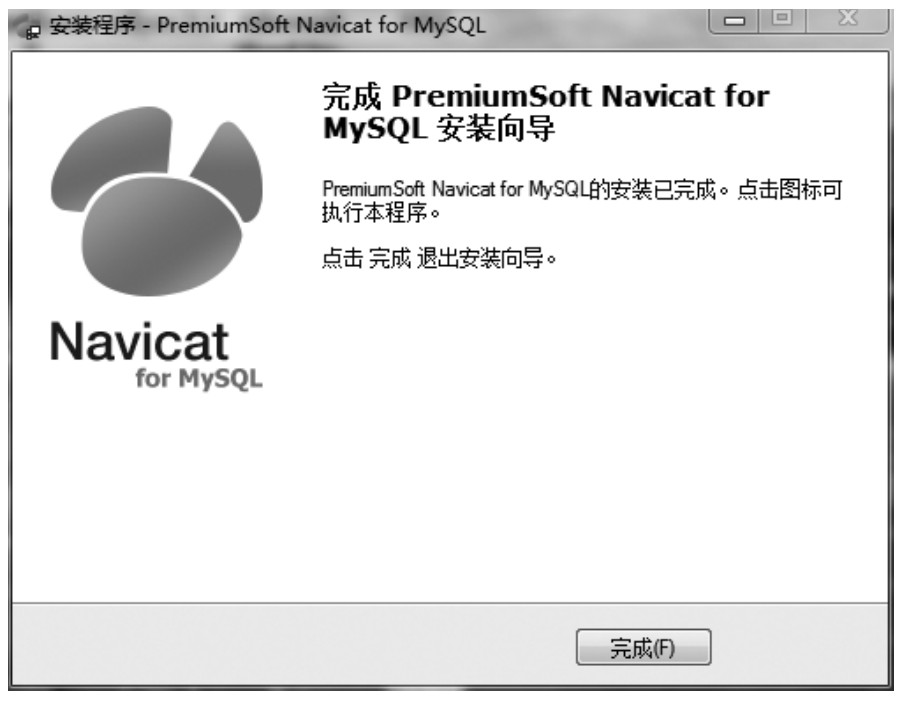 安装程序 - PremiumSoft Navicat for MySQL
完成 PremiumSoft Navicat for
MySQL 安装向导
PremiumSoft Navicat for MySQL的安装已完成。点击图标可
执行本程序。
点击 完成 退出安装向导。
Navicat
for MySQL
完成(F)